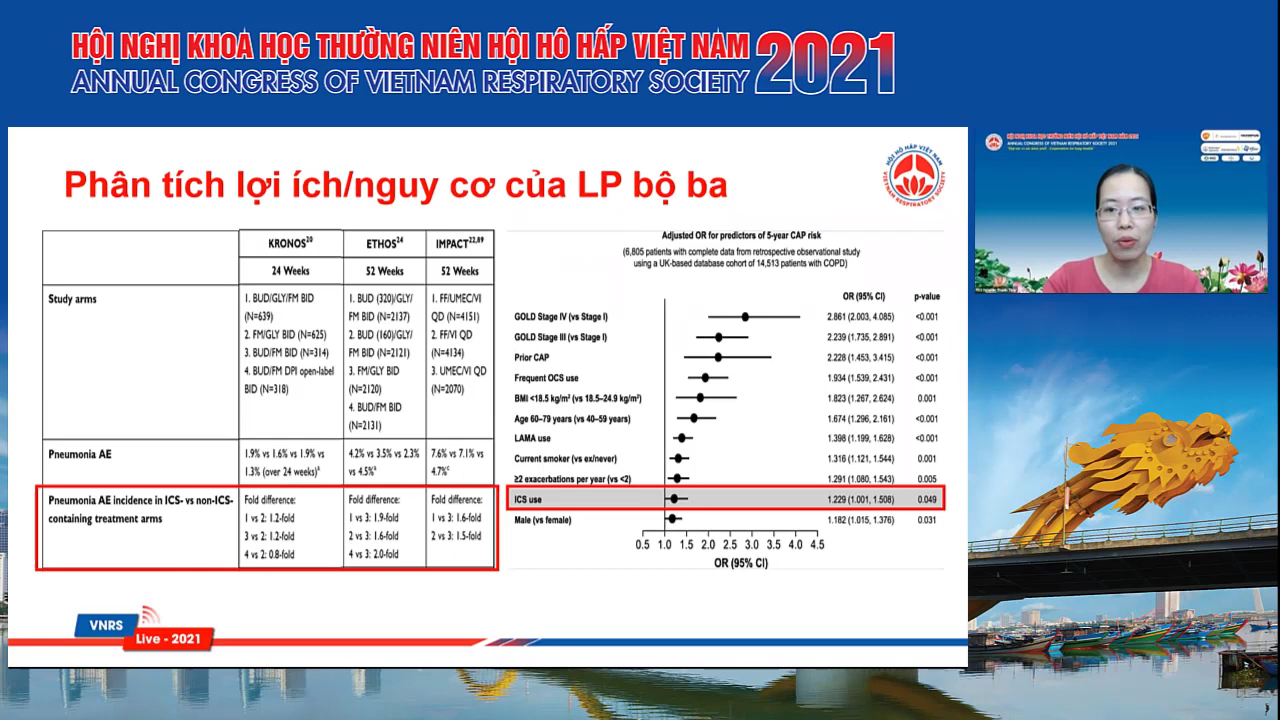 HỘI NGHỊ KHOA HỌC THƯỜNG NIÊN HỘI HÔ HẤP VIỆT NAM
ANNUAL CONGRESS OF VIETNAM RESPIRATORY SOCIETY
2021
Phân tích lợi ích/nguy cơ của LP bộ ba
HỘI HÔ HẤP VIỆT NAM
VIETNAM RESPIRATORY SOCIETY
KRONOS20
ETHOS24
IMPACT22,89
24 Weeks
52 Weeks
52 Weeks
Study arms
1. BUD/GLY/FM BID
(N=639)
2. FM/GLY BID (N=625)
3. BUD/FM BID (N=314)
4. BUD/FM DPI open-label
BID (N=318)
1. BUD (320)/GLY/
FM BID (N=2137)
2. BUD (160)/GLY/
FM BID (N=2121)
3. FM/GLY BID
(N=2120)
4. BUD/FM BID
(N=2131)
1. FF/UMEC/VI
QD (N=4151)
2. FF/VI QD
(N=4134)
3. UMEC/VI QD
(N=2070)
Pneumonia AE
1.9% vs 1.6% vs 1.9% vs
1.3% (over 24 weeks)a
4.2% vs 3.5% vs 2.3%
vs 4.5%a
7.6% vs 7.1% vs
4.7%c
Pneumonia AE incidence in ICS- vs non-ICS-
containing treatment arms
Fold difference:
1 vs 2: 1.2-fold
3 vs 2: 1.2-fold
4 vs 2: 0.8-fold
Fold difference:
1 vs 3: 1.9-fold
2 vs 3: 1.6-fold
4 vs 3: 2.0-fold
Fold difference:
1 vs 3: 1.6-fold
2 vs 3: 1.5-fold
Adjusted OR for predictors of 5-year CAP risk
(6,805 patients with complete data from retrospective observational study
using a UK-based database cohort of 14,513 patients with COPD)
OR (95% CI) p-value
GOLD Stage IV (vs Stage I) 2.861 (2.003, 4.085) <0.001
GOLD Stage III (vs Stage I) 2.239 (1.735, 2.891) <0.001
Prior CAP 2.228 (1.453, 3.415) <0.001
Frequent OCS use 1.934 (1.539, 2.431) <0.001
BMI <18.5 kg/m² (vs 18.5–24.9 kg/m²) 1.823 (1.267, 2.624) 0.001
Age 60–79 years (vs 40–59 years) 1.674 (1.296, 2.161) <0.001
LAMA use 1.398 (1.199, 1.628) <0.001
Current smoker (vs ex/never) 1.316 (1.121, 1.544) 0.001
≥2 exacerbations per year (vs <2) 1.291 (1.080, 1.543) 0.005
ICS use 1.229 (1.001, 1.508) 0.049
Male (vs female) 1.182 (1.015, 1.376) 0.031
0.5 1.0 1.5 2.0 2.5 3.0 3.5 4.0 4.5
OR (95% CI)
VNRS
Live - 2021
ANNUAL CONGRESS OF VIETNAM RESPIRATORY SOCIETY 2021